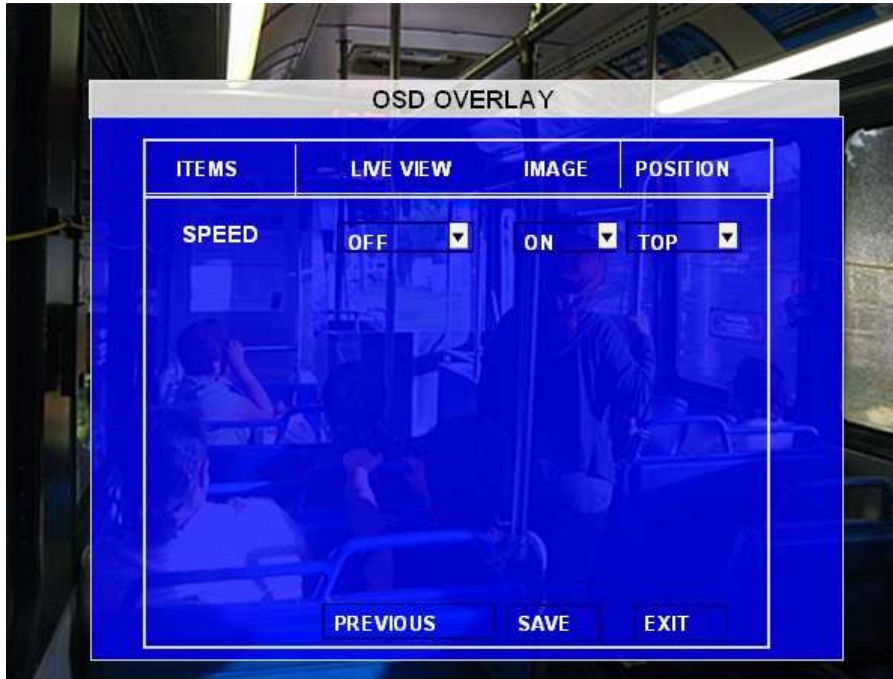 OSD OVERLAY
ITEMS LIVE VIEW IMAGE POSITION
SPEED OFF ON TOP
PREVIOUS SAVE EXIT